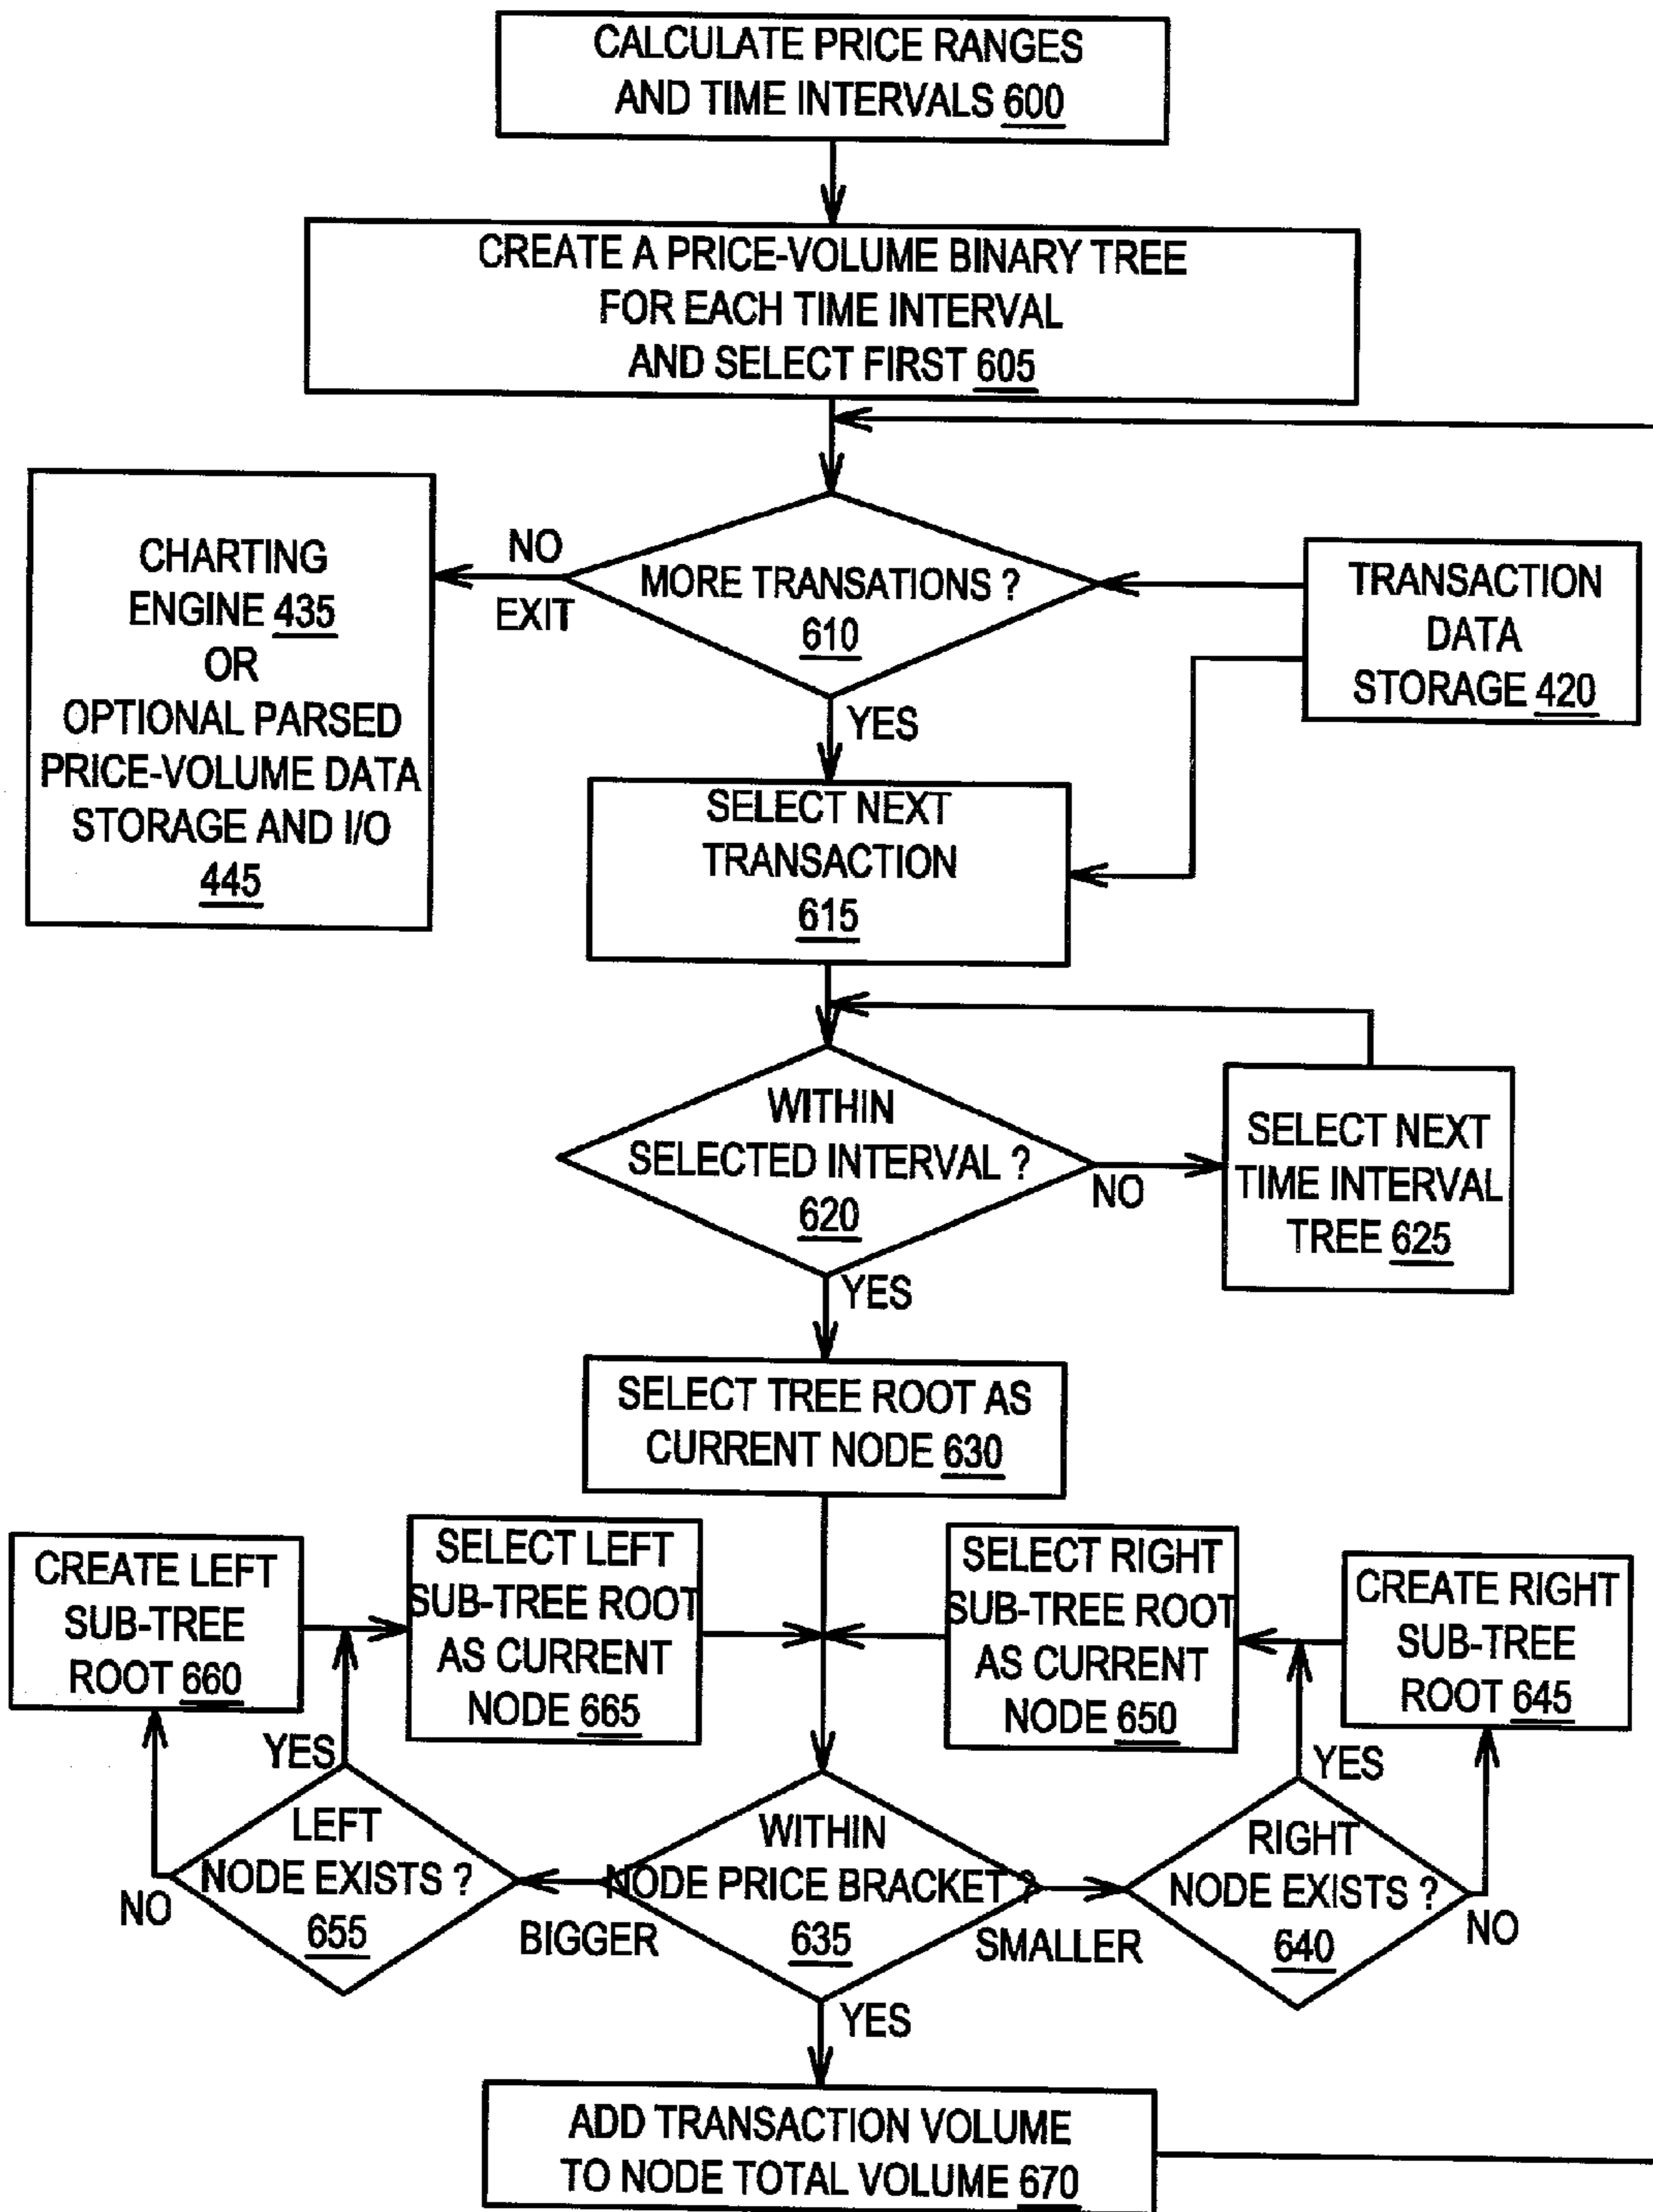 CALCULATE PRICE RANGES
AND TIME INTERVALS 600
CREATE A PRICE-VOLUME BINARY TREE
FOR EACH TIME INTERVAL
AND SELECT FIRST 605
CHARTING
ENGINE 435
OR
OPTIONAL PARSED
PRICE-VOLUME DATA
STORAGE AND I/O
445
NO
EXIT
MORE TRANSATIONS ?
610
TRANSACTION
DATA
STORAGE 420
YES
SELECT NEXT
TRANSACTION
615
WITHIN
SELECTED INTERVAL ?
620
NO
SELECT NEXT
TIME INTERVAL
TREE 625
YES
SELECT TREE ROOT AS
CURRENT NODE 630
CREATE LEFT
SUB-TREE
ROOT 660
SELECT LEFT
SUB-TREE ROOT
AS CURRENT
NODE 665
SELECT RIGHT
SUB-TREE ROOT
AS CURRENT
NODE 650
CREATE RIGHT
SUB-TREE
ROOT 645
YES
YES
NO
LEFT
NODE EXISTS ?
655
BIGGER
WITHIN
NODE PRICE BRACKET ?
635
SMALLER
RIGHT
NODE EXISTS ?
640
NO
YES
ADD TRANSACTION VOLUME
TO NODE TOTAL VOLUME 670